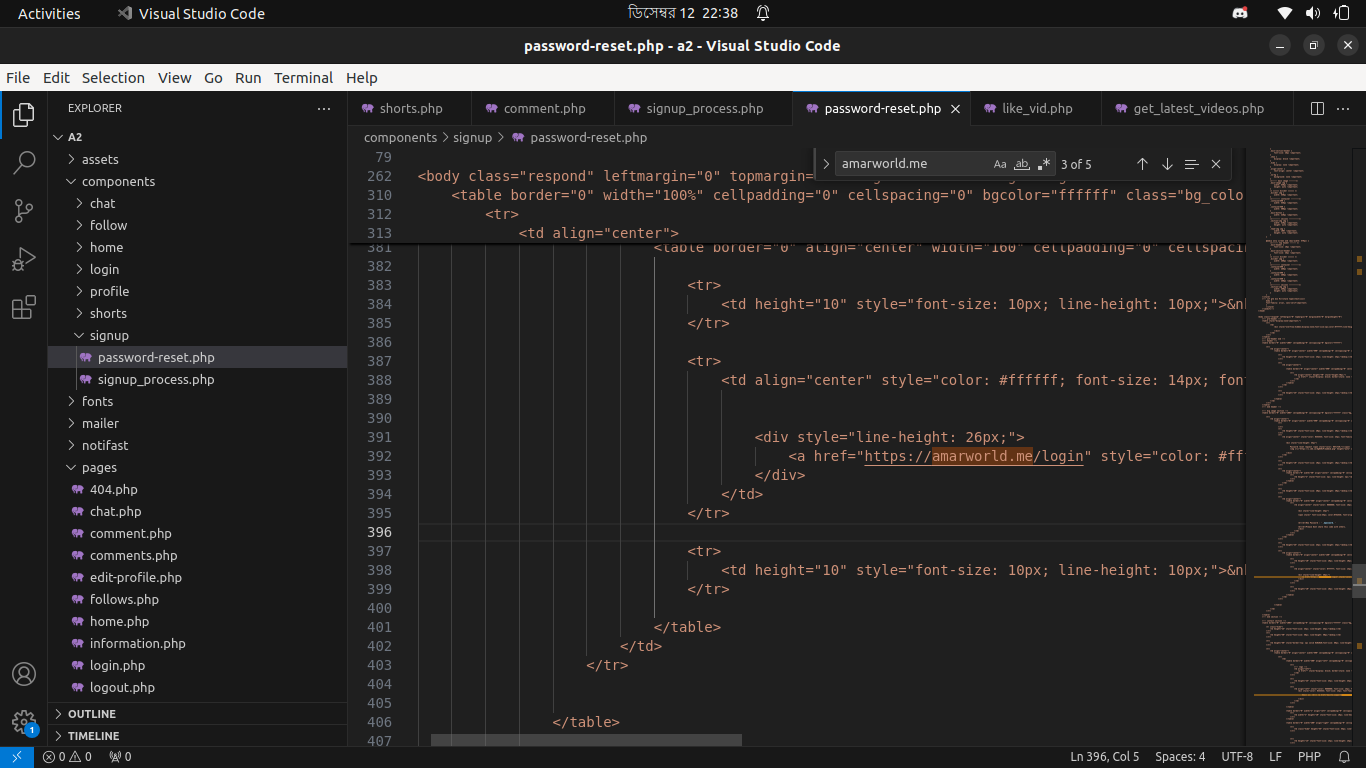 Activities
Visual Studio Code
ডিসেম্বর 12 22:38
password-reset.php - a2 - Visual Studio Code
File Edit Selection View Go Run Terminal Help
EXPLORER
shorts.php
comment.php
signup_process.php
password-reset.php
like_vid.php
get_latest_videos.php
components > signup > password-reset.php
A2
assets
components
chat
follow
home
login
profile
shorts
signup
password-reset.php
signup_process.php
fonts
mailer
notifast
pages
404.php
chat.php
comment.php
comments.php
edit-profile.php
follows.php
home.php
information.php
login.php
logout.php
OUTLINE
TIMELINE
amarworld.me
Aa ab
3 of 5
79
262 <body class="respond" leftmargin="0" topmargin=
310 <table border="0" width="100%" cellpadding="0" cellspacing="0" bgcolor="ffffff" class="bg_colo
312 <tr>
313 <td align="center">
381 <table border="0" align="center" width="160" cellpadding="0" cellspacin
382
383 <tr>
384 <td height="10" style="font-size: 10px; line-height: 10px;">&nb
385 </tr>
386
387 <tr>
388 <td align="center" style="color: #ffffff; font-size: 14px; fon
389
390
391 <div style="line-height: 26px;">
392 <a href="https://amarworld.me/login" style="color: #fff
393 </div>
394 </td>
395 </tr>
396
397 <tr>
398 <td height="10" style="font-size: 10px; line-height: 10px;">&nb
399 </tr>
400
401 </table>
402 </td>
403 </tr>
404
405
406 </table>
407
1
0 0 0
Ln 396, Col 5 Spaces: 4 UTF-8 LF PHP